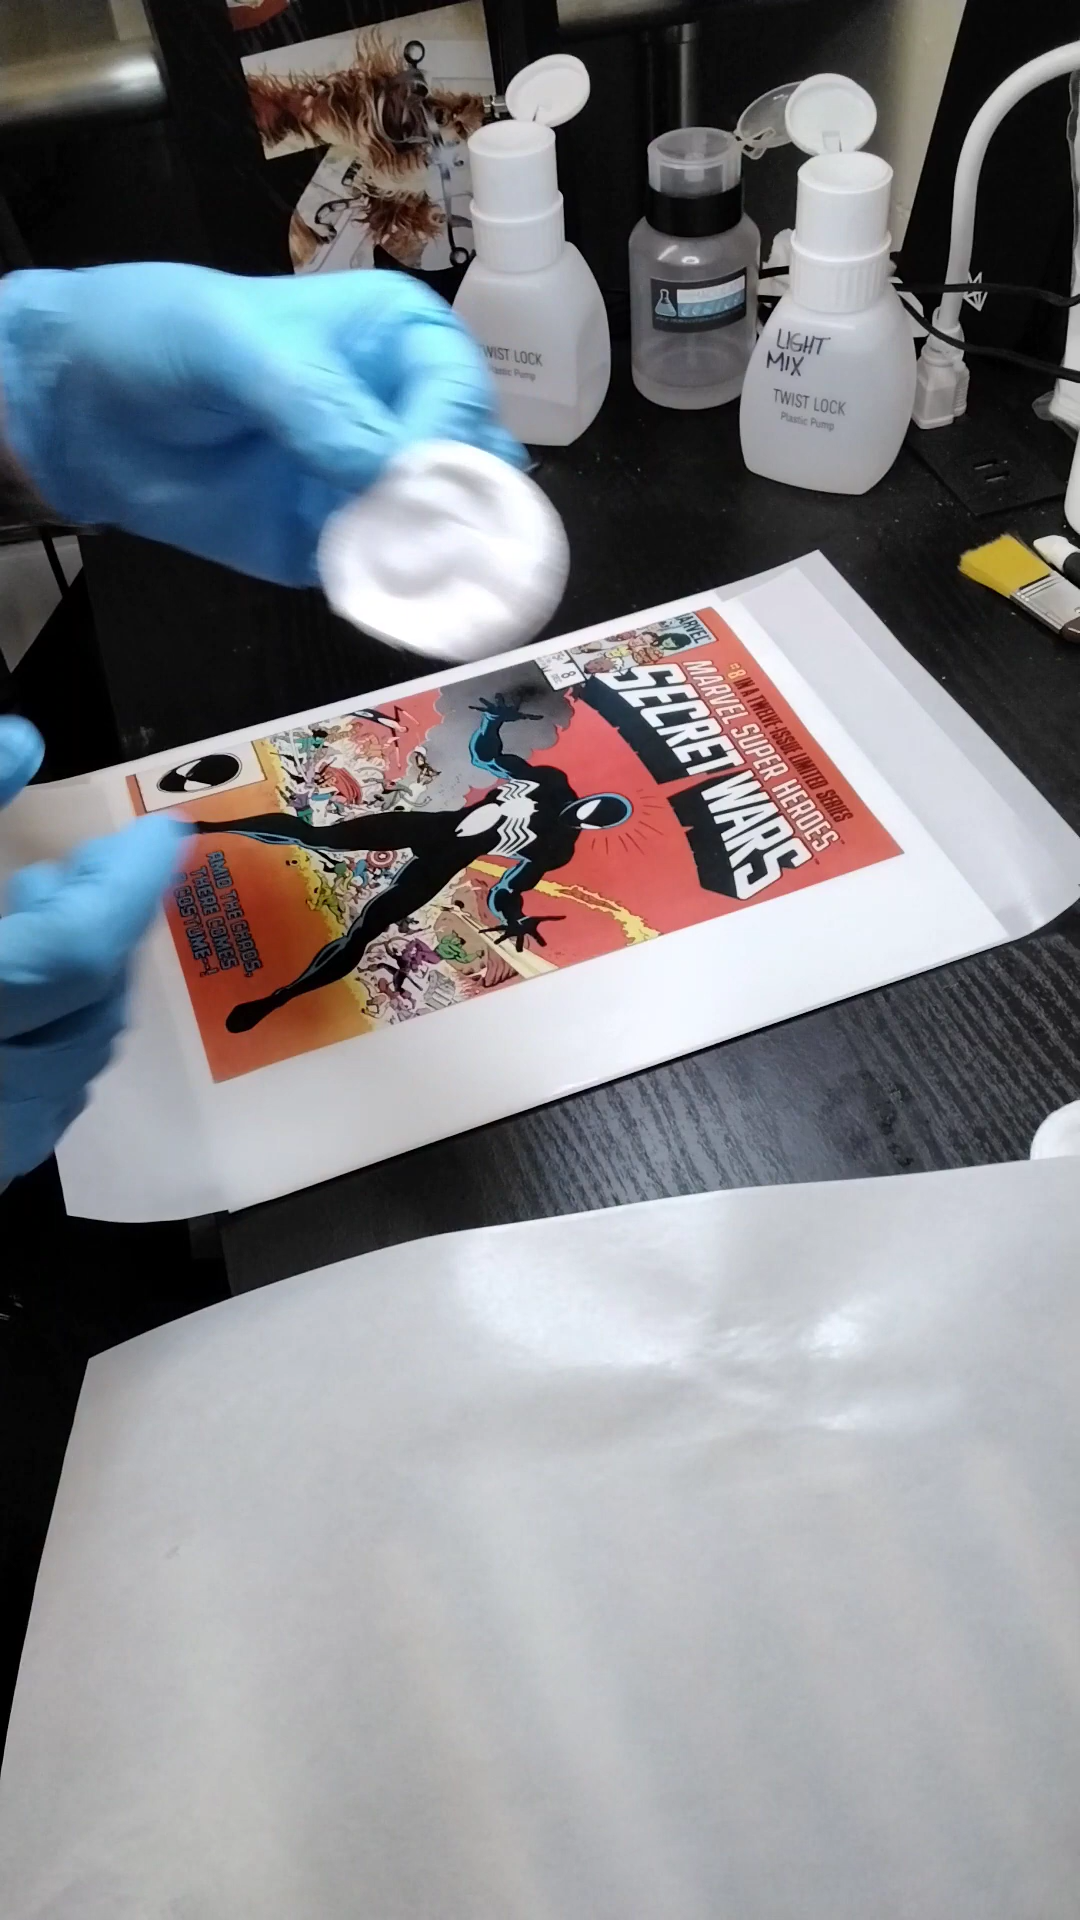 TWIST LOCK
Plastic Pump
LIGHT
MIX
TWIST LOCK
Plastic Pump
MARVEL
8
#8 IN A TWELVE-ISSUE LIMITED SERIES
MARVEL SUPER HEROES
SECRET WARS
AMID THE CHAOS,
THERE COMES
A COSTUME--!